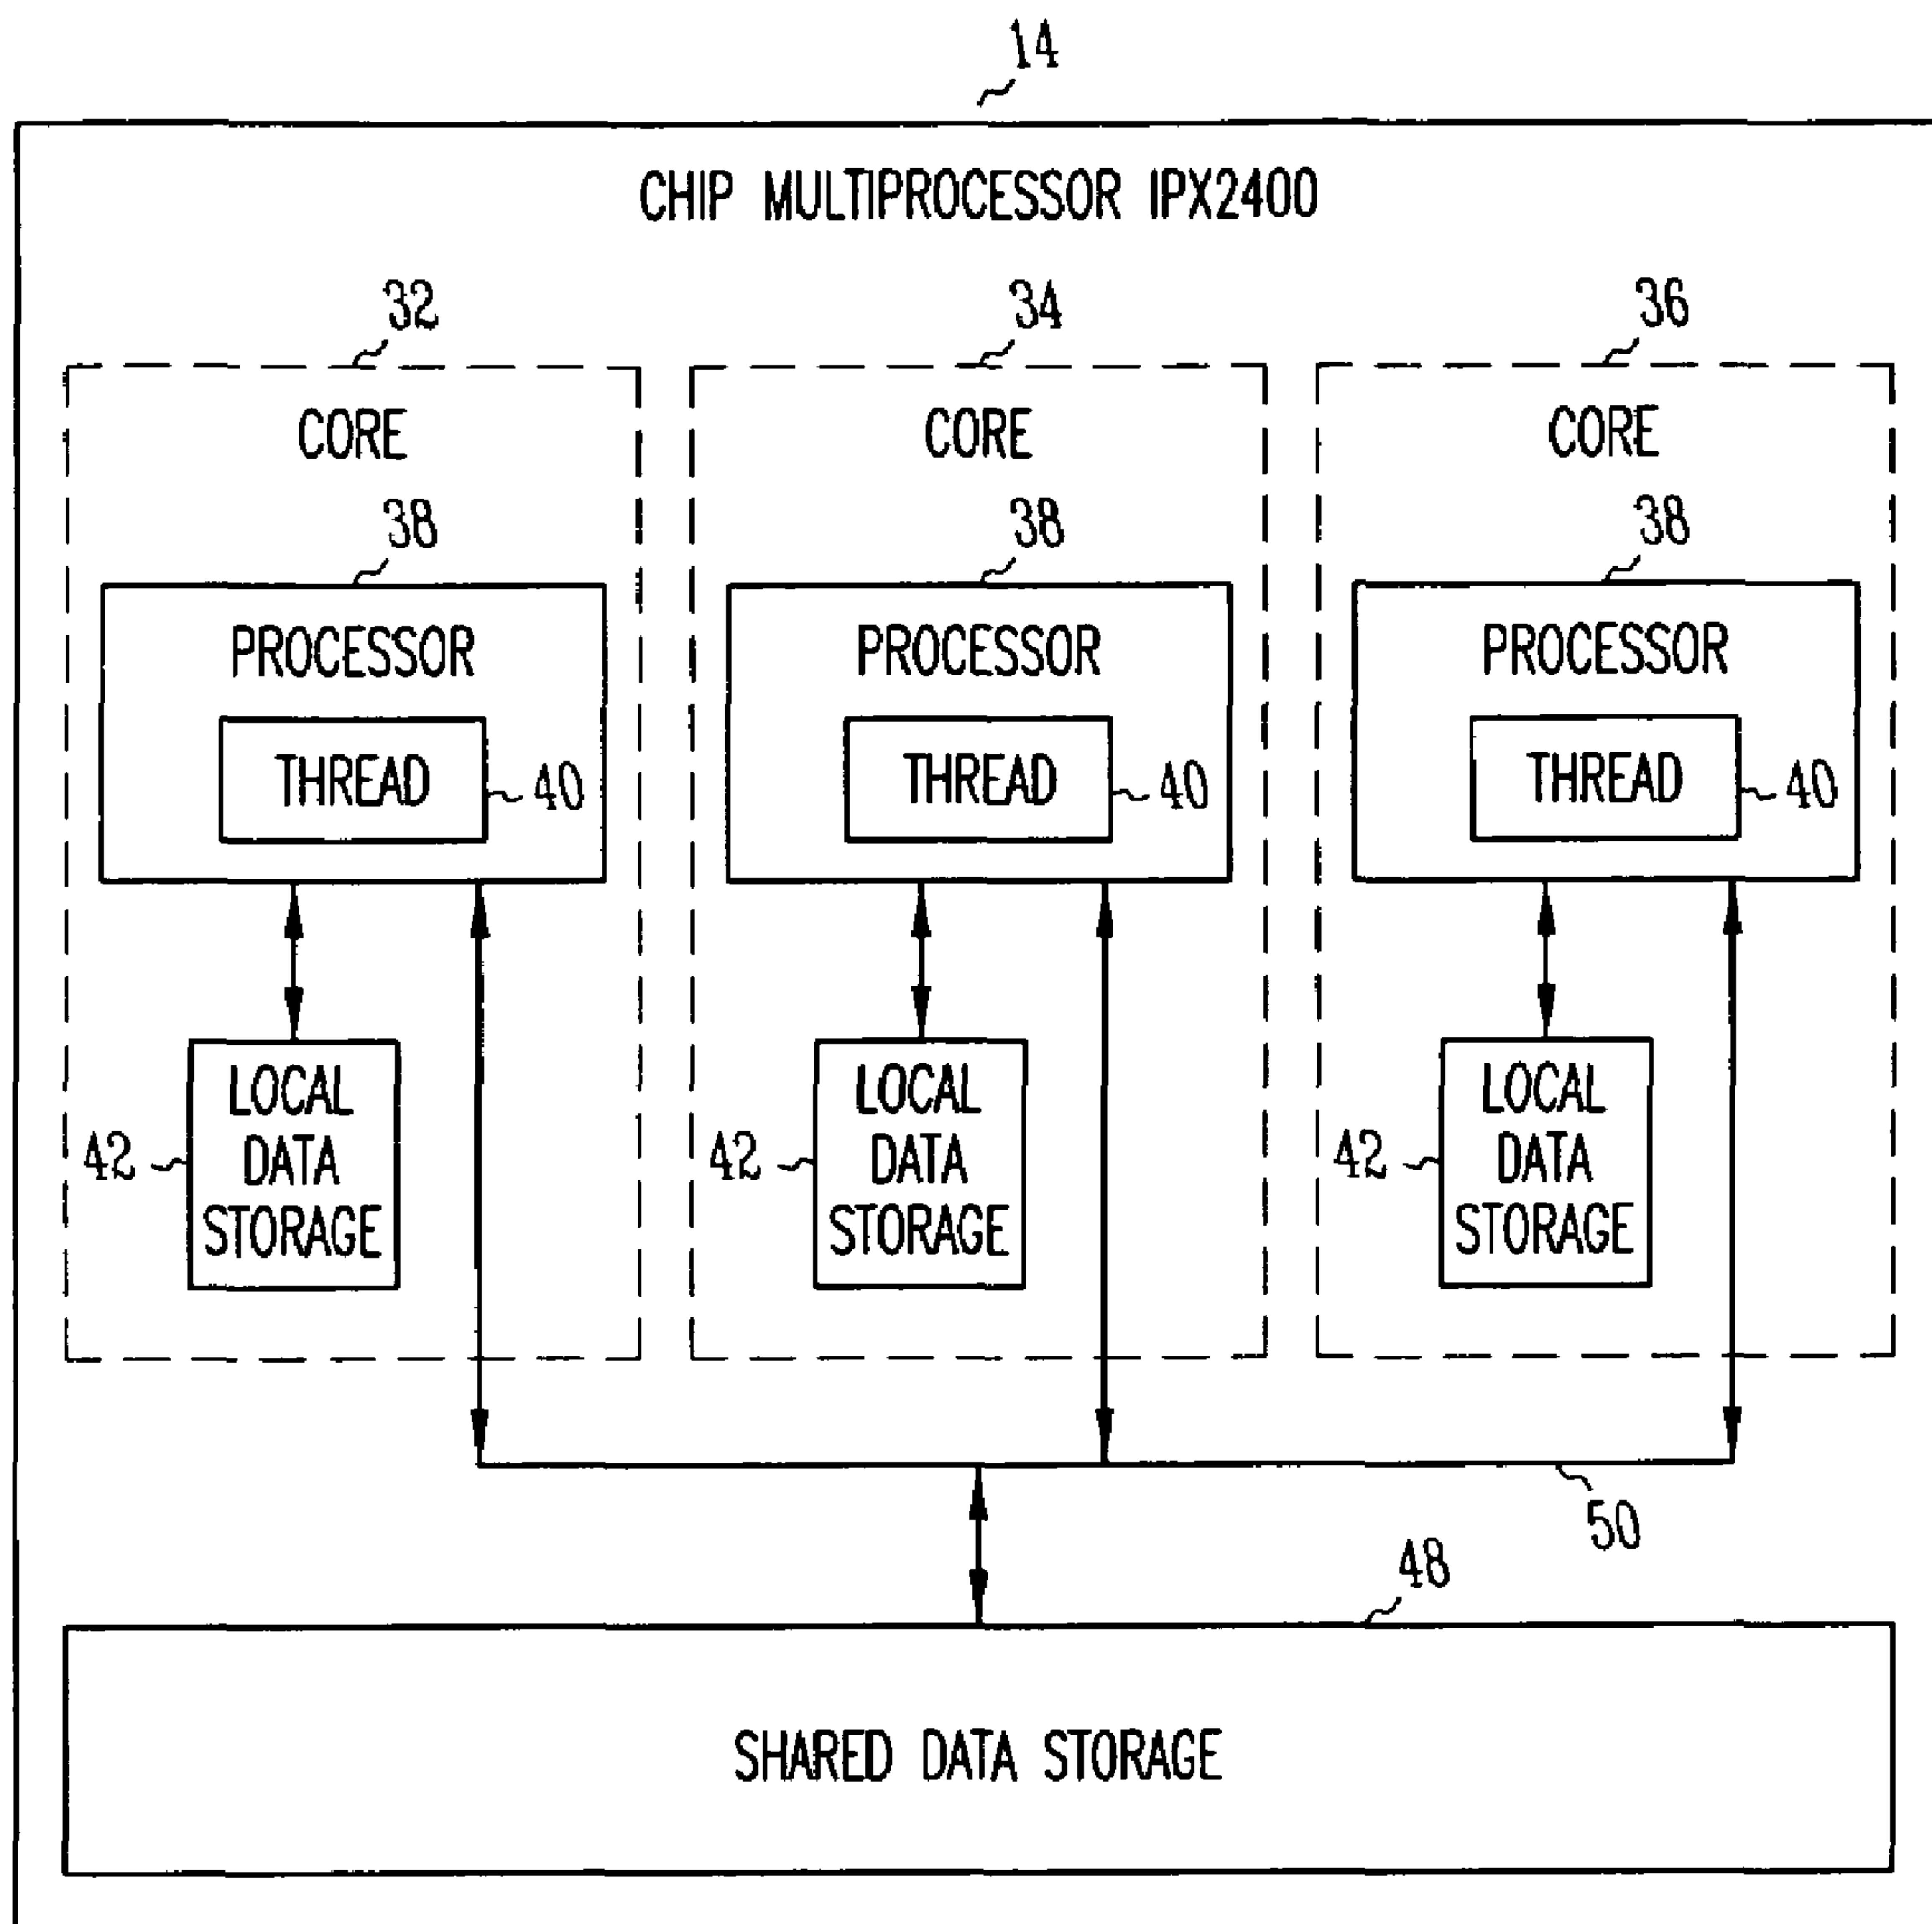 14
CHIP MULTIPROCESSOR IPX2400
32
34
36
CORE
CORE
CORE
38
38
38
PROCESSOR
PROCESSOR
PROCESSOR
THREAD
40
THREAD
40
THREAD
40
LOCAL
DATA
STORAGE
42
LOCAL
DATA
STORAGE
42
LOCAL
DATA
STORAGE
42
50
48
SHARED DATA STORAGE